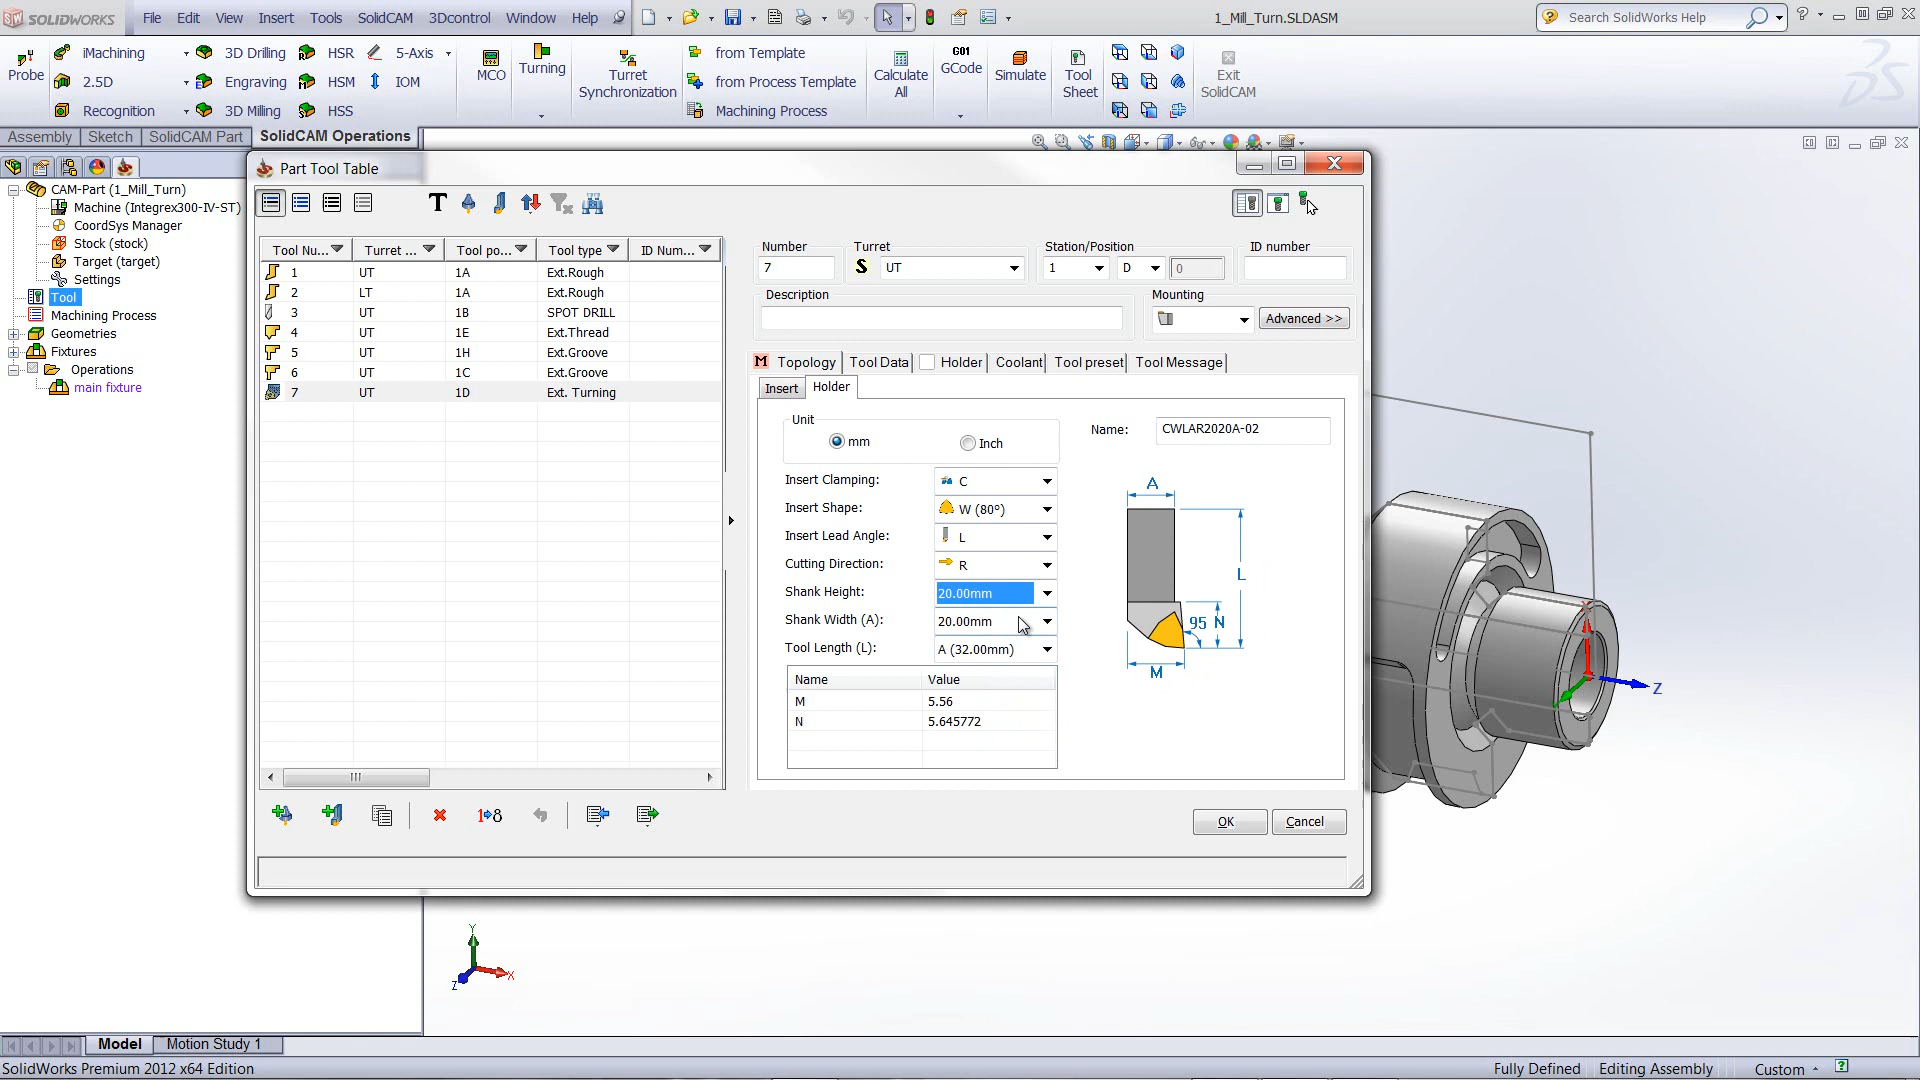 SOLIDWORKS File Edit View Insert Tools SolidCAM 3Dcontrol Window Help 1_Mill_Turn.SLDASM Search SolidWorks Help
Probe iMachining 3D Drilling HSR 5-Axis MCO Turning Turret Synchronization from Template Calculate All G01 GCode Simulate Tool Sheet Exit SolidCAM
2.5D Engraving HSM IOM from Process Template
Recognition 3D Milling HSS Machining Process
Assembly Sketch SolidCAM Part SolidCAM Operations
CAM-Part (1_Mill_Turn)
Machine (Integrex300-IV-ST)
CoordSys Manager
Stock (stock)
Target (target)
Settings
Tool
Machining Process
Geometries
Fixtures
Operations
main fixture
Part Tool Table
T
Tool Nu... Turret ... Tool po... Tool type ID Num...
1 UT 1A Ext.Rough
2 LT 1A Ext.Rough
3 UT 1B SPOT DRILL
4 UT 1E Ext.Thread
5 UT 1H Ext.Groove
6 UT 1C Ext.Groove
7 UT 1D Ext. Turning
1→8
Number Turret Station/Position ID number
7 S UT 1 D 0
Description Mounting
Advanced >>
M Topology Tool Data Holder Coolant Tool preset Tool Message
Insert Holder
Unit
mm Inch
Name: CWLAR2020A-02
Insert Clamping: C
Insert Shape: W (80º)
Insert Lead Angle: L
Cutting Direction: R
Shank Height: 20.00mm
Shank Width (A): 20.00mm
Tool Length (L): A (32.00mm)
Name Value
M 5.56
N 5.645772
A
L
95 N
M
OK Cancel
Z
X
Y
X
Z
Model Motion Study 1
SolidWorks Premium 2012 x64 Edition Fully Defined Editing Assembly Custom